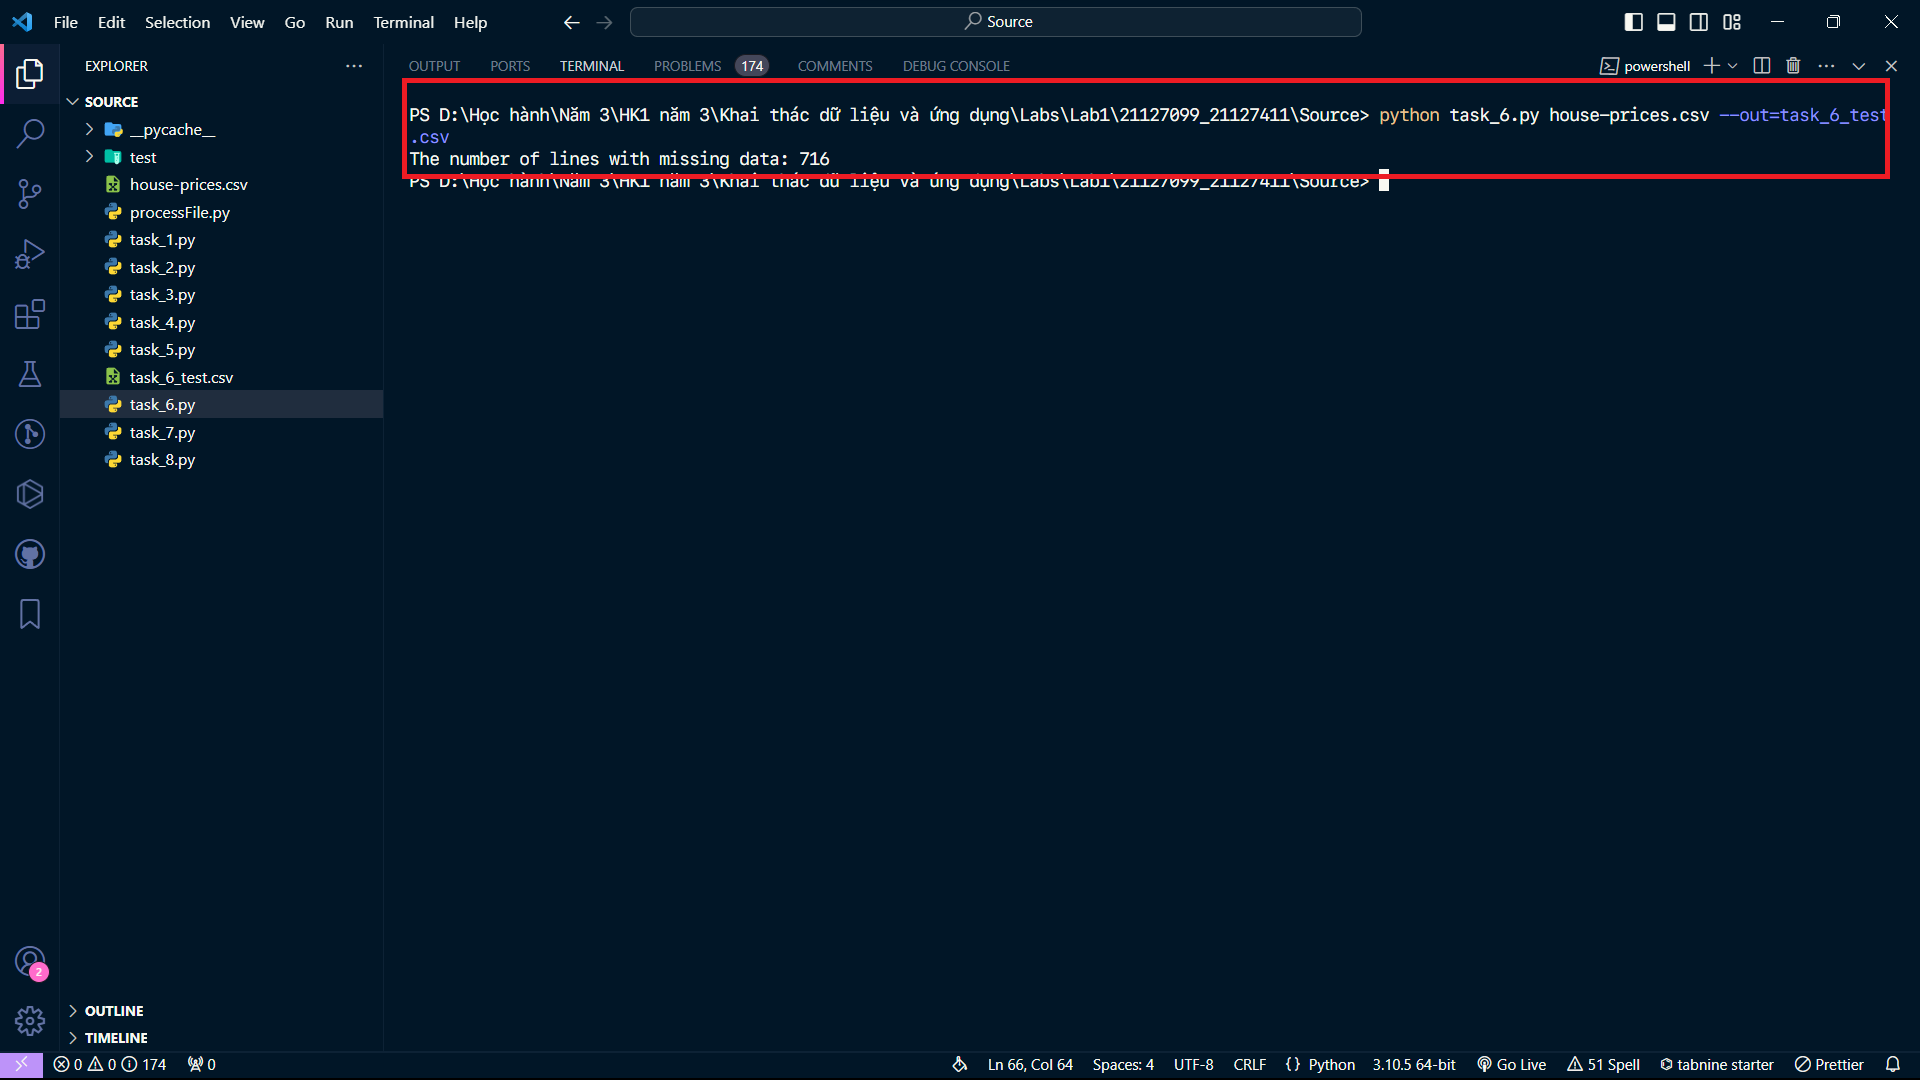 File Edit Selection View Go Run Terminal Help
Source
EXPLORER
SOURCE
__pycache__
test
house-prices.csv
processFile.py
task_1.py
task_2.py
task_3.py
task_4.py
task_5.py
task_6_test.csv
task_6.py
task_7.py
task_8.py
OUTLINE
TIMELINE
OUTPUT PORTS TERMINAL PROBLEMS 174 COMMENTS DEBUG CONSOLE
powershell
PS D:\Học hành\Năm 3\HK1 năm 3\Khai thác dữ liệu và ứng dụng\Labs\Lab1\21127099_21127411\Source> python task_6.py house-prices.csv --out=task_6_test
.csv
The number of lines with missing data: 716
PS D:\Học hành\Năm 3\HK1 năm 3\Khai thác dữ liệu và ứng dụng\Labs\Lab1\21127099_21127411\Source>
2
0 0 174 0
Ln 66, Col 64 Spaces: 4 UTF-8 CRLF {} Python 3.10.5 64-bit Go Live 51 Spell tabnine starter Prettier